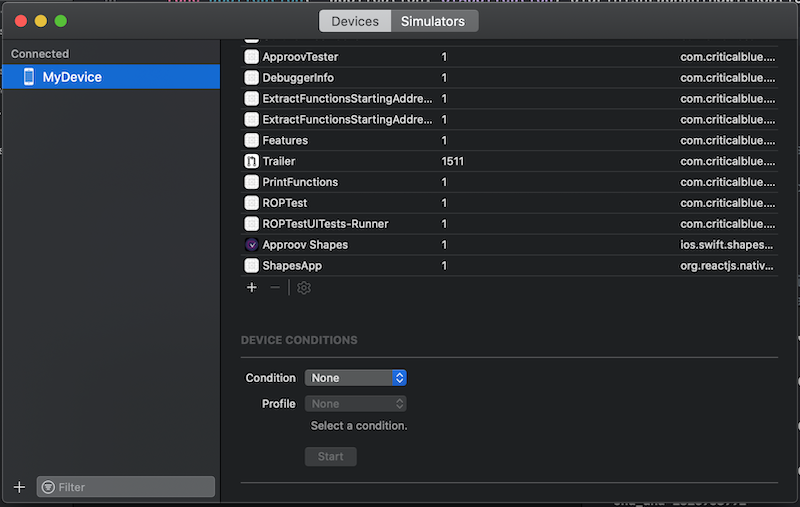 Devices Simulators
Connected
MyDevice
ApproovTester 1 com.criticalblue....
DebuggerInfo 1 com.criticalblue....
ExtractFunctionsStartingAddre... 1 com.criticalblue....
ExtractFunctionsStartingAddre... 1 com.criticalblue....
Features 1 com.criticalblue....
Trailer 1511 com.criticalblue....
PrintFunctions 1 com.criticalblue....
ROPTest 1 com.criticalblue....
ROPTestUITests-Runner 1 com.criticalblue....
Approov Shapes 1 ios.swift.shapes...
ShapesApp 1 org.reactjs.nativ...
+ −
DEVICE CONDITIONS
Condition None
Profile None
Select a condition.
Start
+ Filter